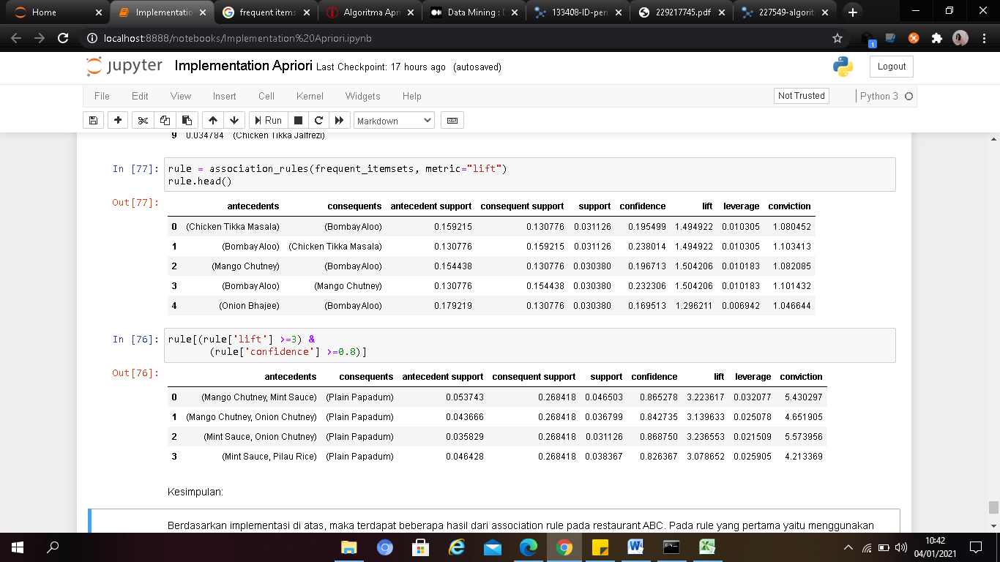 Home
Implementatio
frequent items
Algoritma Apri
Data Mining : D
133408-ID-pen
229217745.pdf
227549-algorit
localhost:8888/notebooks/Implementation%20Apriori.ipynb
1
jupyter Implementation Apriori Last Checkpoint: 17 hours ago (autosaved)
Logout
File Edit View Insert Cell Kernel Widgets Help
Not Trusted
Python 3
Run
Markdown
9 0.034784 (Chicken Tikka Jalfrezi)
In [77]: rule = association_rules(frequent_itemsets, metric="lift")
rule.head()
Out[77]:
antecedents consequents antecedent support consequent support support confidence lift leverage conviction
0 (Chicken Tikka Masala) (Bombay Aloo) 0.159215 0.130776 0.031126 0.195499 1.494922 0.010305 1.080452
1 (Bombay Aloo) (Chicken Tikka Masala) 0.130776 0.159215 0.031126 0.238014 1.494922 0.010305 1.103413
2 (Mango Chutney) (Bombay Aloo) 0.154438 0.130776 0.030380 0.196713 1.504206 0.010183 1.082085
3 (Bombay Aloo) (Mango Chutney) 0.130776 0.154438 0.030380 0.232306 1.504206 0.010183 1.101432
4 (Onion Bhajee) (Bombay Aloo) 0.179219 0.130776 0.030380 0.169513 1.296211 0.006942 1.046644
In [76]: rule[(rule['lift'] >=3) &
(rule['confidence'] >=0.8)]
Out[76]:
antecedents consequents antecedent support consequent support support confidence lift leverage conviction
0 (Mango Chutney, Mint Sauce) (Plain Papadum) 0.053743 0.268418 0.046503 0.865278 3.223617 0.032077 5.430297
1 (Mango Chutney, Onion Chutney) (Plain Papadum) 0.043666 0.268418 0.036799 0.842735 3.139633 0.025078 4.651905
2 (Mint Sauce, Onion Chutney) (Plain Papadum) 0.035829 0.268418 0.031126 0.868750 3.236553 0.021509 5.573956
3 (Mint Sauce, Pilau Rice) (Plain Papadum) 0.046428 0.268418 0.038367 0.826367 3.078652 0.025905 4.213369
Kesimpulan:
Berdasarkan implementasi di atas, maka terdapat beberapa hasil dari association rule pada restaurant ABC. Pada rule yang pertama yaitu menggunakan
10:42
04/01/2021